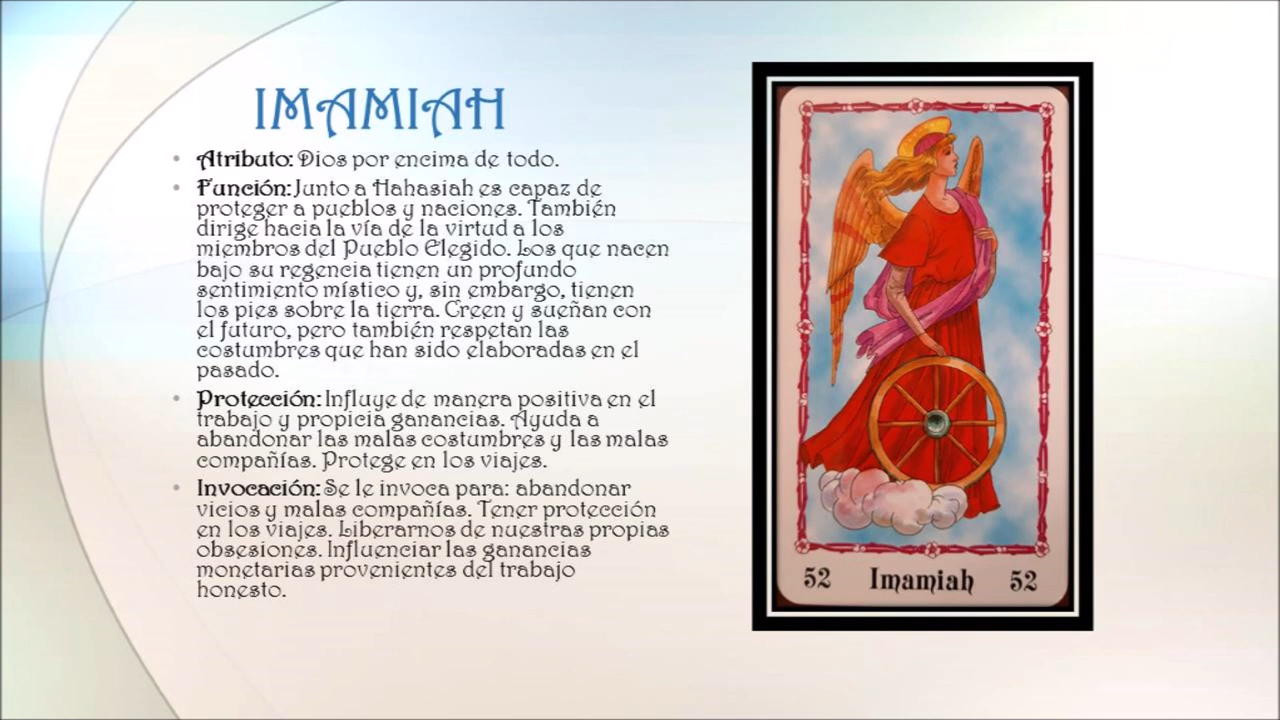 IMAMIAH
• Atributo: Dios por encima de todo.
• Función: Junto a Hahasiah es capaz de
proteger a pueblos y naciones. También
dirige hacia la vía de la virtud a los
miembros del Pueblo Elegido. Los que nacen
bajo su regencia tienen un profundo
sentimiento místico y, sin embargo, tienen
los pies sobre la tierra. Creen y sueñan con
el futuro, pero también respetan las
costumbres que han sido elaboradas en el
pasado.
• Protección: Influye de manera positiva en el
trabajo y propicia ganancias. Ayuda a
abandonar las malas costumbres y las malas
compañías. Protege en los viajes.
• Invocación: Se le invoca para: abandonar
vicios y malas compañías. Tener protección
en los viajes. Liberarnos de nuestras propias
obsesiones. Influenciar las ganancias
monetarias provenientes del trabajo
honesto.
52 Imamiah 52